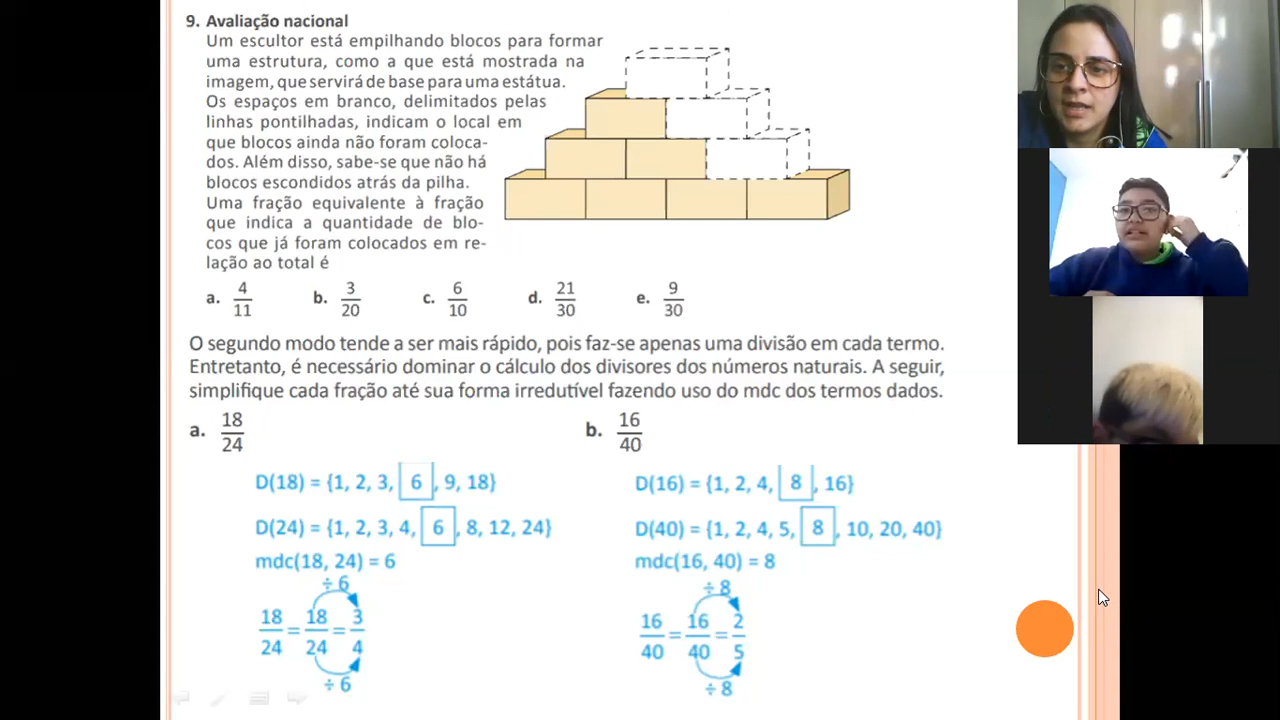 9. Avaliação nacional
Um escultor está empilhando blocos para formar
uma estrutura, como a que está mostrada na
imagem, que servirá de base para uma estátua.
Os espaços em branco, delimitados pelas
linhas pontilhadas, indicam o local em
que blocos ainda não foram coloca-
dos. Além disso, sabe-se que não há
blocos escondidos atrás da pilha.
Uma fração equivalente à fração
que indica a quantidade de blo-
cos que já foram colocados em re-
lação ao total é
a. 4/11 b. 3/20 c. 6/10 d. 21/30 e. 9/30
O segundo modo tende a ser mais rápido, pois faz-se apenas uma divisão em cada termo.
Entretanto, é necessário dominar o cálculo dos divisores dos números naturais. A seguir,
simplifique cada fração até sua forma irredutível fazendo uso do mdc dos termos dados.
a. 18/24
D(18) = {1, 2, 3, 6, 9, 18}
D(24) = {1, 2, 3, 4, 6, 8, 12, 24}
mdc(18, 24) = 6
÷ 6
18/24 = 18/24 = 3/4
÷ 6
b. 16/40
D(16) = {1, 2, 4, 8, 16}
D(40) = {1, 2, 4, 5, 8, 10, 20, 40}
mdc(16, 40) = 8
÷ 8
16/40 = 16/40 = 2/5
÷ 8